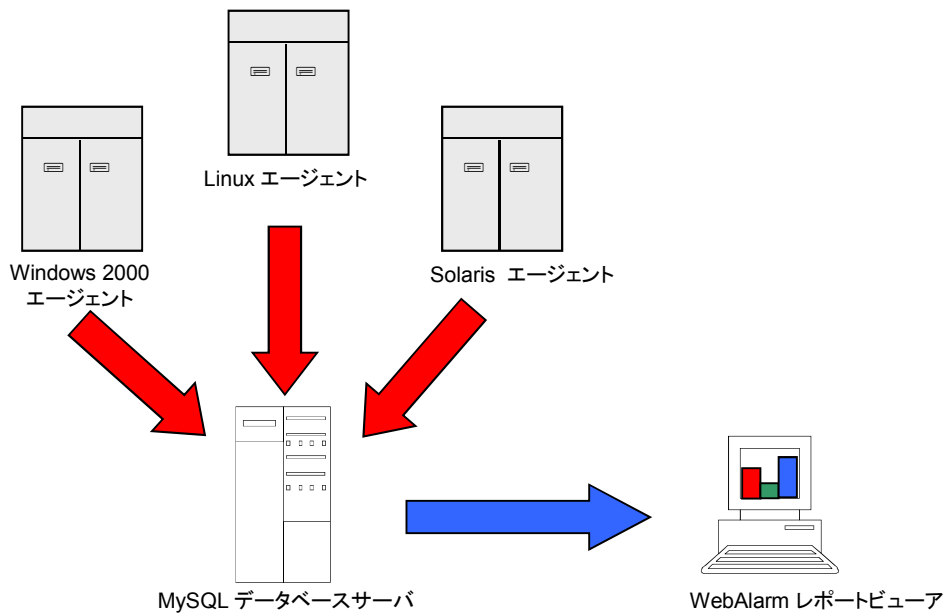 Linux エージェント
Windows 2000
エージェント
Solaris エージェント
MySQL データベースサーバ
WebAlarm レポートビューア